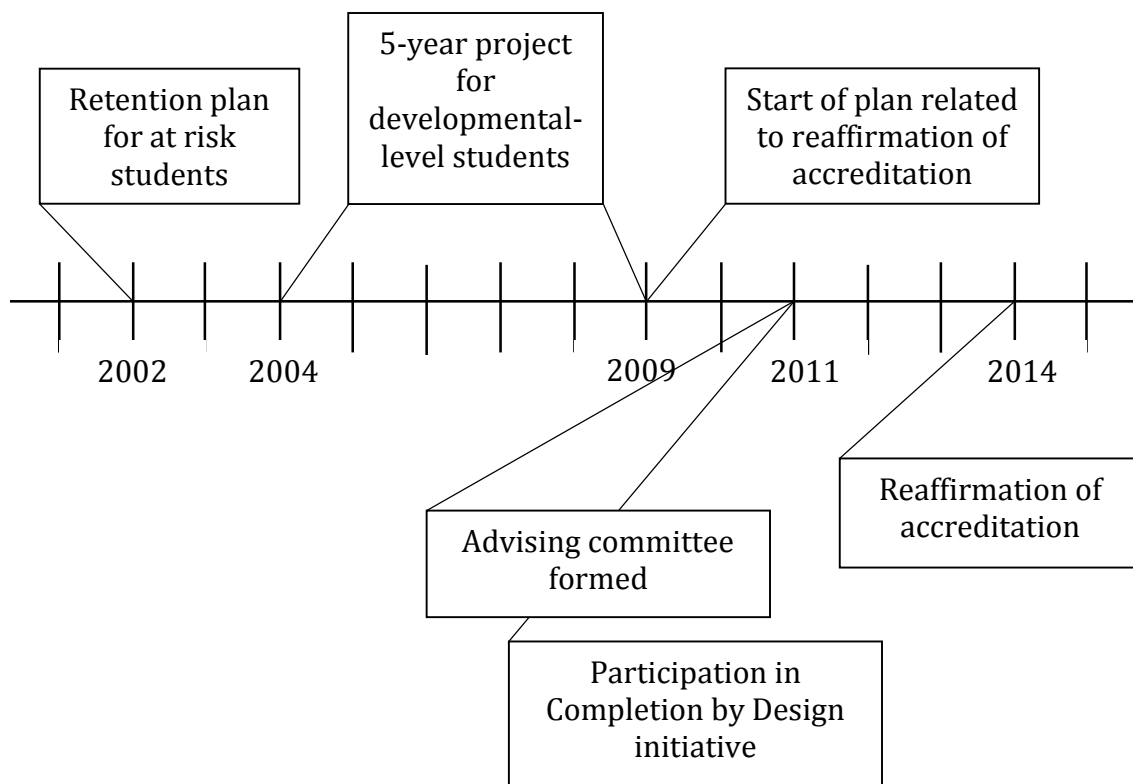 5-year project
for
developmental-
level students
Retention plan
for at risk
students
Start of plan related
to reaffirmation of
accreditation
2002
2004
2009
2011
2014
Reaffirmation of
accreditation
Advising committee
formed
Participation in
Completion by Design
initiative